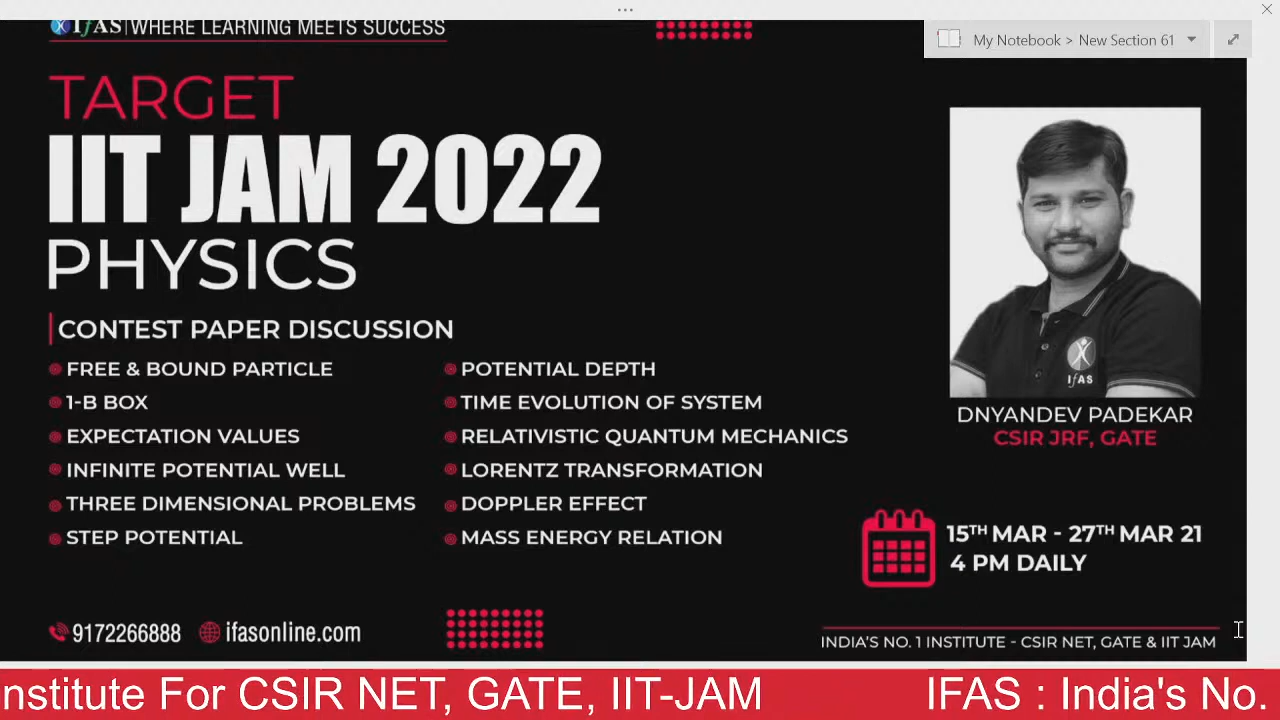 IfAS | WHERE LEARNING MEETS SUCCESS
My Notebook > New Section 61
TARGET
IIT JAM 2022
PHYSICS
CONTEST PAPER DISCUSSION
FREE & BOUND PARTICLE
1-B BOX
EXPECTATION VALUES
INFINITE POTENTIAL WELL
THREE DIMENSIONAL PROBLEMS
STEP POTENTIAL
POTENTIAL DEPTH
TIME EVOLUTION OF SYSTEM
RELATIVISTIC QUANTUM MECHANICS
LORENTZ TRANSFORMATION
DOPPLER EFFECT
MASS ENERGY RELATION
IfAS
DNYANDEV PADEKAR
CSIR JRF, GATE
15TH MAR - 27TH MAR 21
4 PM DAILY
9172266888 ifasonline.com
INDIA'S NO. 1 INSTITUTE - CSIR NET, GATE & IIT JAM
nstitute For CSIR NET, GATE, IIT-JAM IFAS : India's No.